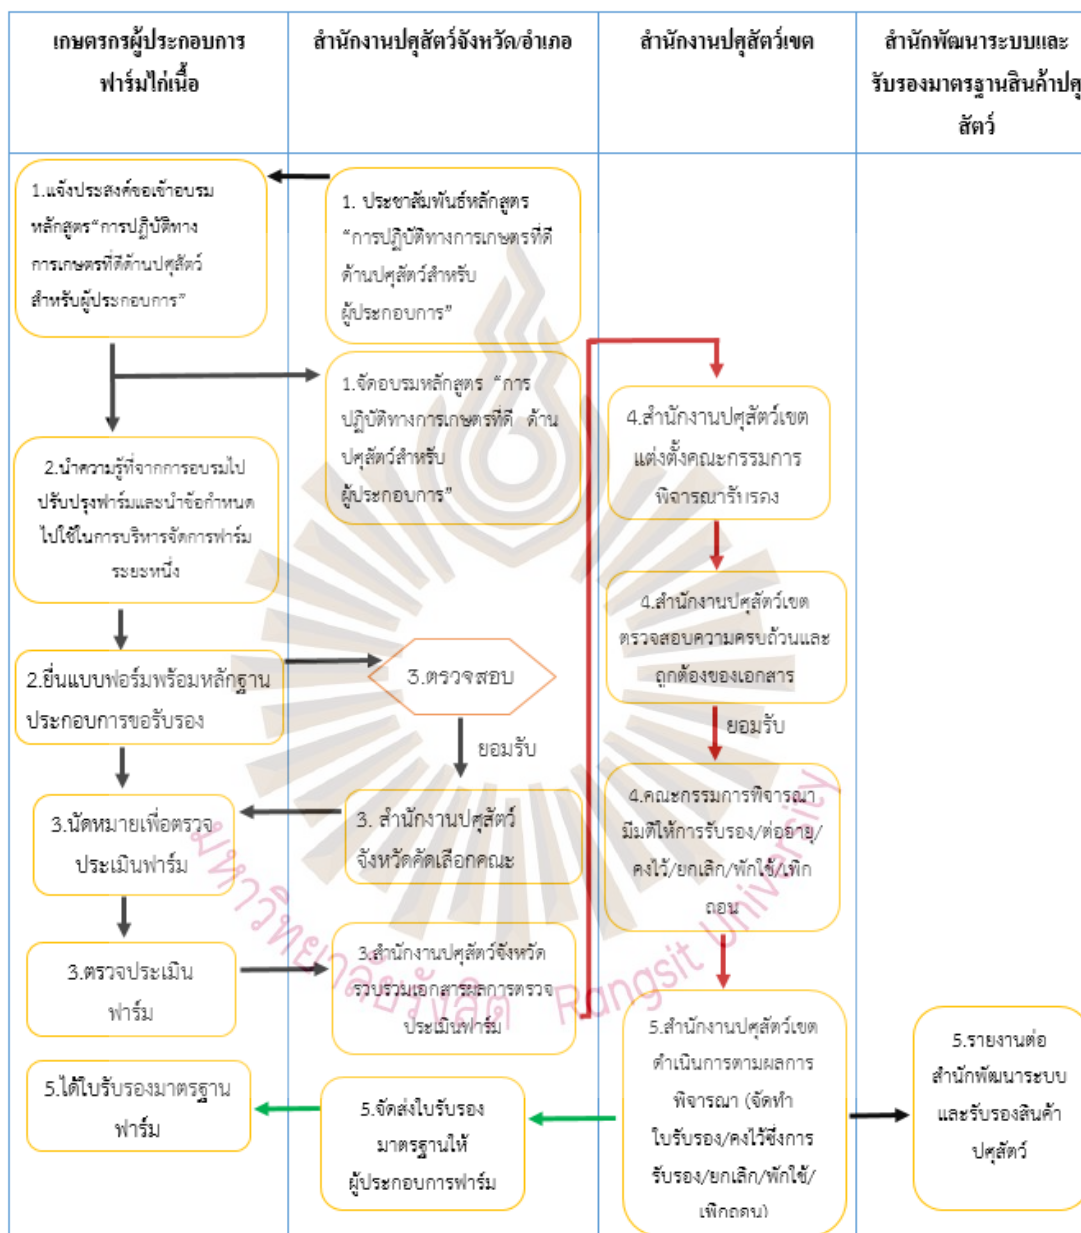 เกษตรกรผู้ประกอบการ
ฟาร์มไก่เนื้อ
สำนักงานปศุสัตว์จังหวัด/อำเภอ
สำนักงานปศุสัตว์เขต
สำนักพัฒนาระบบและ
รับรองมาตรฐานสินค้าปศุ
สัตว์
1.แจ้งประสงค์ขอเข้าอบรม
หลักสูตร“การปฏิบัติทาง
การเกษตรที่ดีด้านปศุสัตว์
สำหรับผู้ประกอบการ”
1. ประชาสัมพันธ์หลักสูตร
“การปฏิบัติทางการเกษตรที่ดี
ด้านปศุสัตว์สำหรับ
ผู้ประกอบการ”
1.จัดอบรมหลักสูตร “การ
ปฏิบัติทางการเกษตรที่ดี ด้าน
ปศุสัตว์สำหรับ
ผู้ประกอบการ”
2.นำความรู้ที่จากการอบรมไป
ปรับปรุงฟาร์มและนำข้อกำหนด
ไปใช้ในการบริหารจัดการฟาร์ม
ระยะหนึ่ง
4.สำนักงานปศุสัตว์เขต
แต่งตั้งคณะกรรมการ
พิจารณารับรอง
4.สำนักงานปศุสัตว์เขต
ตรวจสอบความครบถ้วนและ
ถูกต้องของเอกสาร
2.ยื่นแบบฟอร์มพร้อมหลักฐาน
ประกอบการขอรับรอง
3.ตรวจสอบ
ยอมรับ
ยอมรับ
3.นัดหมายเพื่อตรวจ
ประเมินฟาร์ม
3. สำนักงานปศุสัตว์
จังหวัดคัดเลือกคณะ
4.คณะกรรมการพิจารณา
มีมติให้การรับรอง/ต่ออายุ/
คงไว้/ยกเลิก/พักใช้/เพิก
ถอน
3.ตรวจประเมิน
ฟาร์ม
3.สำนักงานปศุสัตว์จังหวัด
รวบรวมเอกสารผลการตรวจ
ประเมินฟาร์ม
5.สำนักงานปศุสัตว์เขต
ดำเนินการตามผลการ
พิจารณา (จัดทำ
ใบรับรอง/คงไว้ซึ่งการ
รับรอง/ยกเลิก/พักใช้/
เพิกถอน)
5.รายงานต่อ
สำนักพัฒนาระบบ
และรับรองสินค้า
ปศุสัตว์
5.ได้ใบรับรองมาตรฐาน
ฟาร์ม
5.จัดส่งใบรับรอง
มาตรฐานให้
ผู้ประกอบการฟาร์ม
มหาวิทยาลัยรังสิต Rangsit University